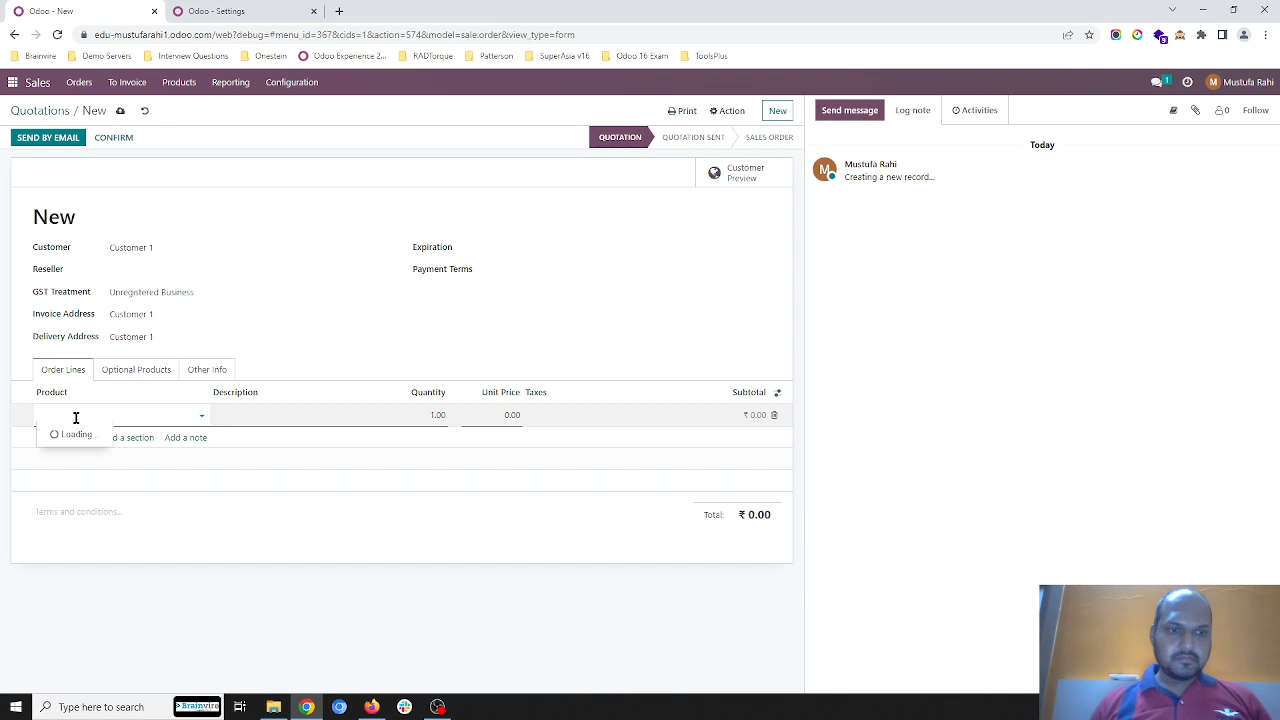 Odoo - New
Odoo - Settings
edu-mustufarahi1.odoo.com/web?debug=#menu_id=367&cids=1&action=574&model=sale.order&view_type=form
Brainvire Demo Servers Interview Questions Onestein Odoo Experience 2... RADTorque Patterson SuperAsia v16 Odoo 16 Exam ToolsPlus
Sales Orders To Invoice Products Reporting Configuration 1 M Mustufa Rahi
Quotations / New Print Action New Send message Log note Activities 0 Follow
SEND BY EMAIL CONFIRM QUOTATION QUOTATION SENT SALES ORDER
Today
Customer Preview
Mustufa Rahi
Creating a new record...
New
Customer Customer 1 Expiration
Reseller Payment Terms
GST Treatment Unregistered Business
Invoice Address Customer 1
Delivery Address Customer 1
Order Lines Optional Products Other Info
Product Description Quantity Unit Price Taxes Subtotal
1.00 0.00 ₹ 0.00
Loading...
d a section Add a note
Terms and conditions...
Total: ₹ 0.00
Type here to search Brainvire